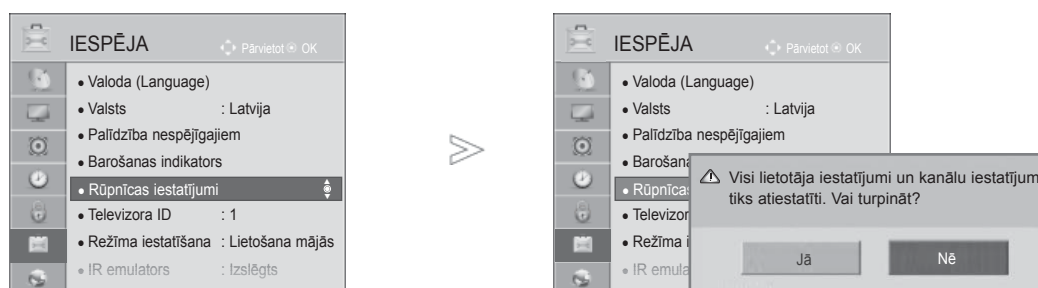 IESPĒJA
Pārvietot OK
• Valoda (Language)
• Valsts : Latvija
• Palīdzība nespējīgajiem
• Barošanas indikators
• Rūpnīcas iestatījumi
• Televizora ID : 1
• Režīma iestatīšana : Lietošana mājās
• IR emulators : Izslēgts
IESPĒJA
Pārvietot OK
• Valoda (Language)
• Valsts : Latvija
• Palīdzība nespējīgajiem
• Barošana
• Rūpnīcas
• Televizor
• Režīma i
• IR emula
Visi lietotāja iestatījumi un kanālu iestatījum
tiks atiestatīti. Vai turpināt?
Jā
Nē